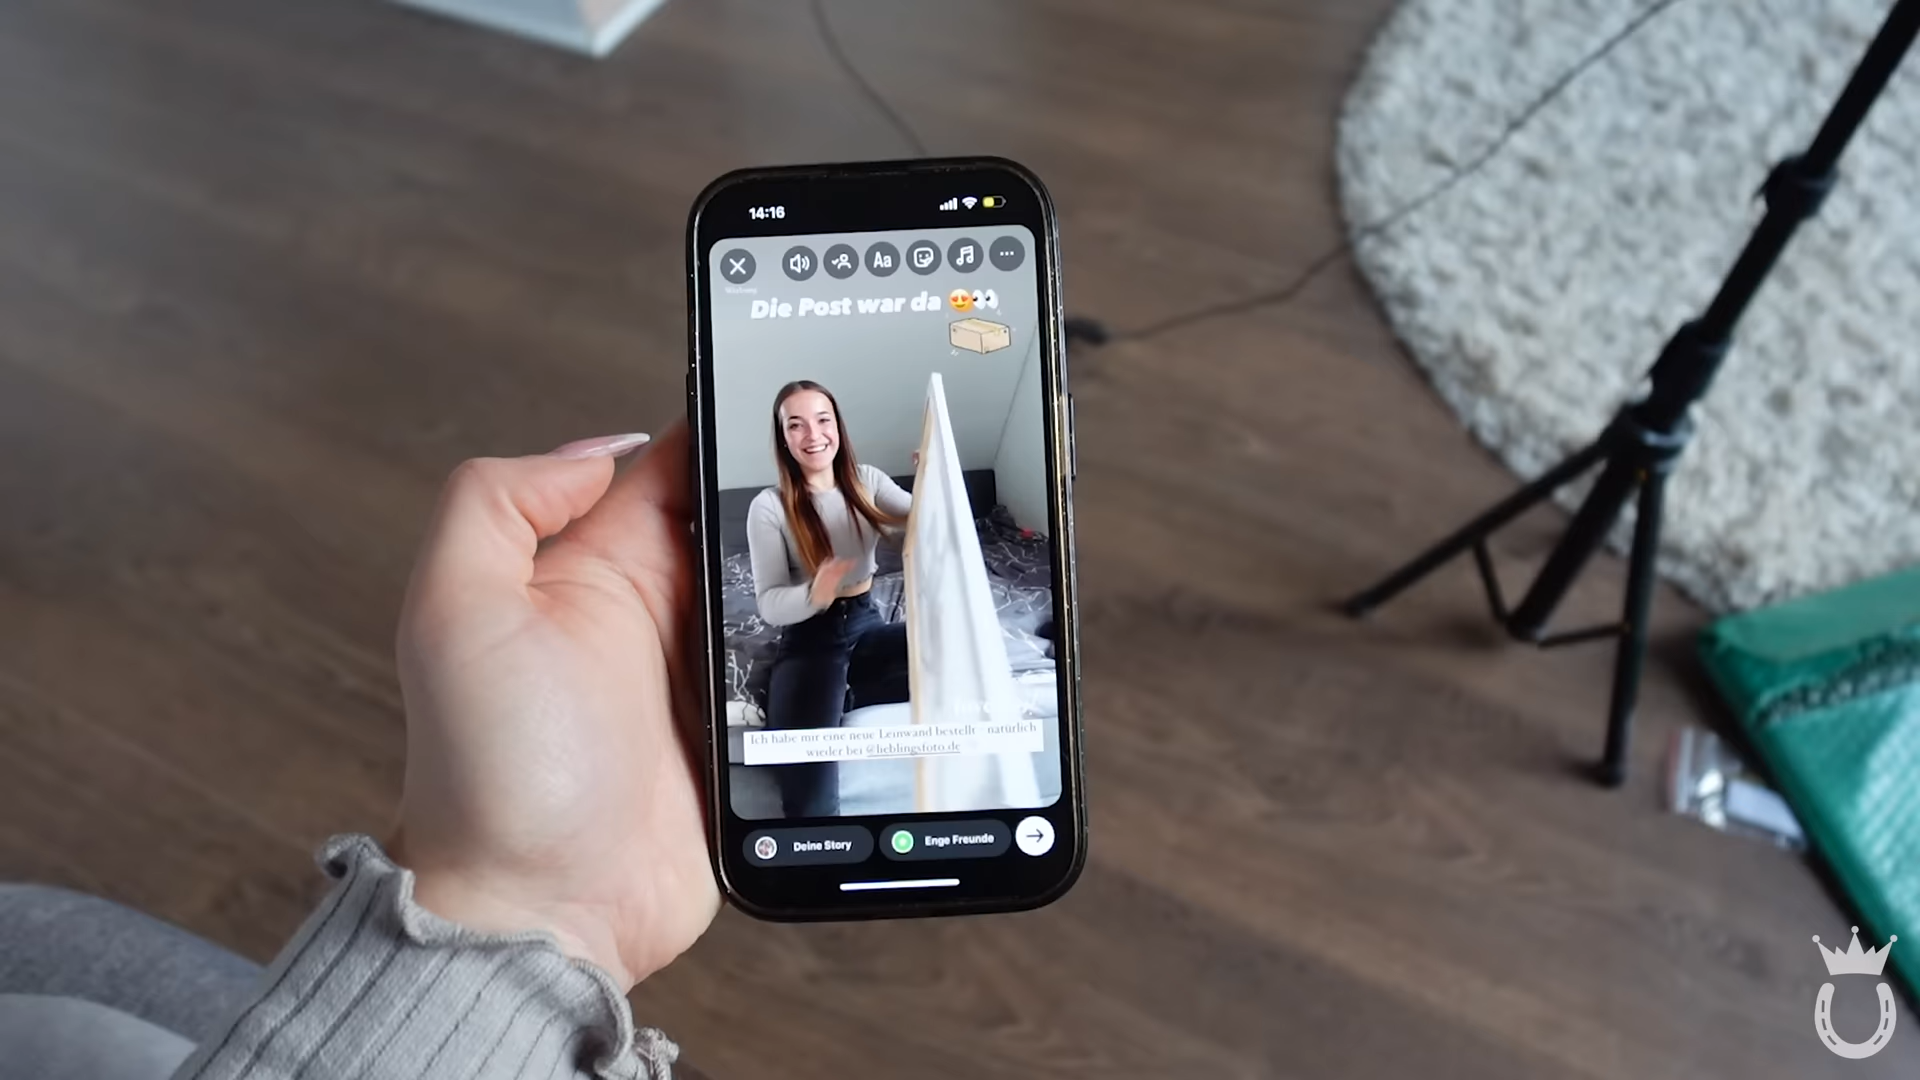 14:16
Aa
Die Post war da 😍👀
Ich habe mir eine neue Leinwand bestellt natürlich
wieder bei @lieblingsfoto.de
Deine Story
Enge Freunde